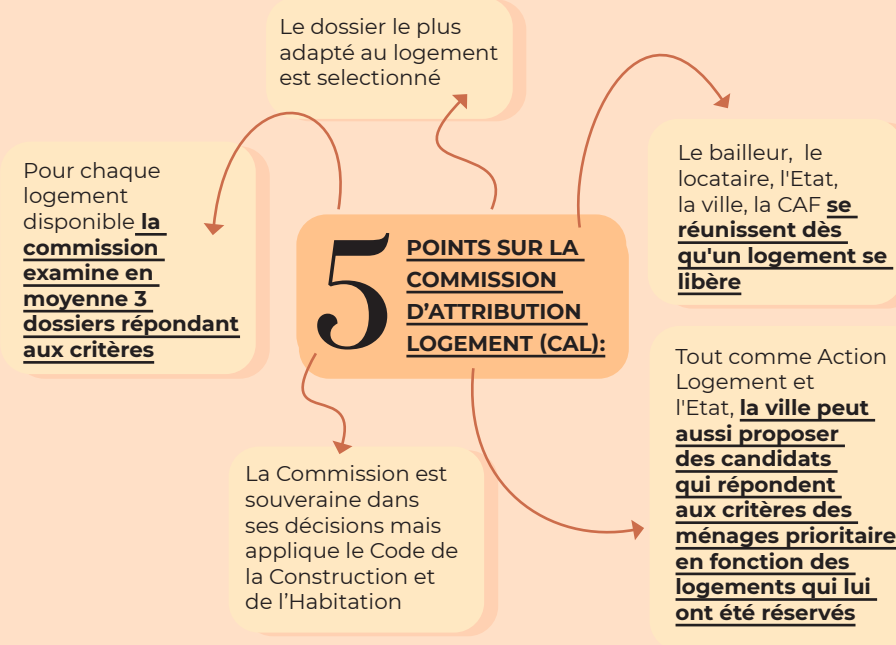 Le dossier le plus
adapté au logement
est selectionné
Pour chaque
logement
disponible la
commission
examine en
moyenne 3
dossiers répondant
aux critères
5
POINTS SUR LA
COMMISSION
D’ATTRIBUTION
LOGEMENT (CAL):
Le bailleur, le
locataire, l'Etat,
la ville, la CAF se
réunissent dès
qu'un logement se
libère
La Commission est
souveraine dans
ses décisions mais
applique le Code de
la Construction et
de l’Habitation
Tout comme Action
Logement et
l'Etat, la ville peut
aussi proposer
des candidats
qui répondent
aux critères des
ménages prioritaire
en fonction des
logements qui lui
ont été réservés